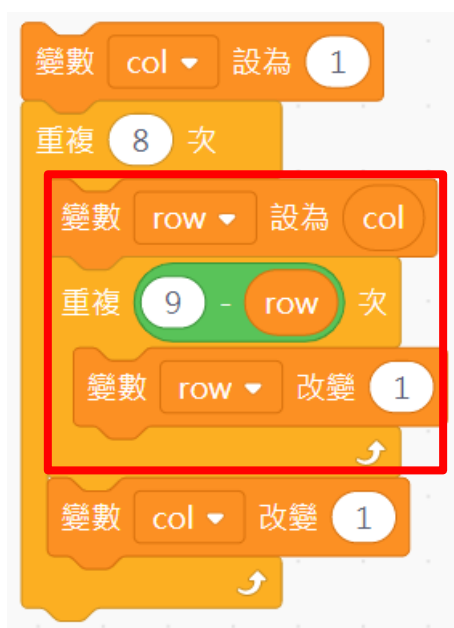 變數 col 設為 1
重複 8 次
變數 row 設為 col
重複 9 - row 次
變數 row 改變 1
變數 col 改變 1